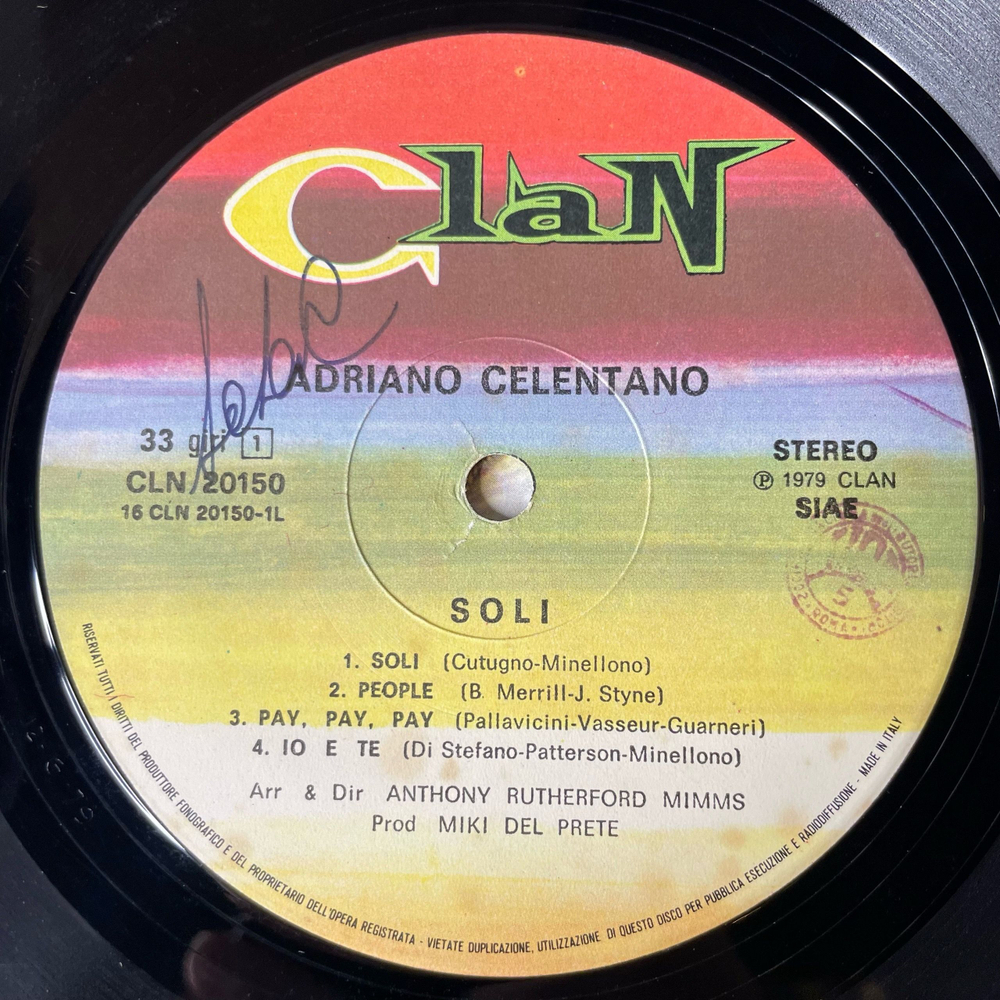 Clan
ADRIANO CELENTANO
33 giri 1
CLN 20150
16 CLN 20150-1L
STEREO
Ⓟ 1979 CLAN
SIAE
ROMA
SOLI
1. SOLI (Cutugno-Minellono)
2. PEOPLE (B. Merrill-J. Styne)
3. PAY, PAY, PAY (Pallavicini-Vasseur-Guarneri)
4. IO E TE (Di Stefano-Patterson-Minellono)
Arr & Dir ANTHONY RUTHERFORD MIMMS
Prod MIKI DEL PRETE
RISERVATI TUTTI I DIRITTI DEL PRODUTTORE FONOGRAFICO E DEL PROPRIETARIO DELL'OPERA REGISTRATA - VIETATE DUPLICAZIONE, UTILIZZAZIONE DI QUESTO DISCO PER PUBBLICA ESECUZIONE E RADIODIFFUSIONE - MADE IN ITALY